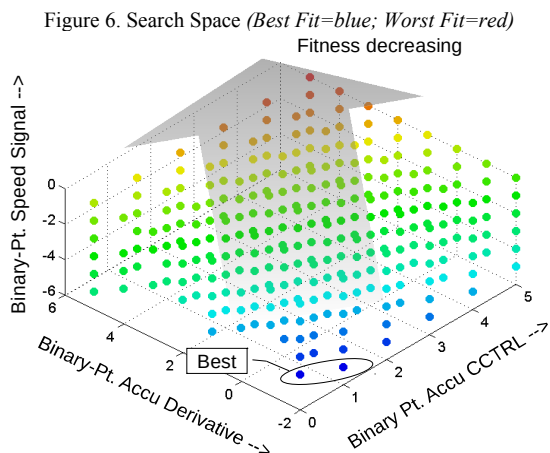 Figure 6. Search Space (Best Fit=blue; Worst Fit=red)
Fitness decreasing
Binary-Pt. Speed Signal -->
0
-2
-4
-6
6
4
2
0
-2
Binary-Pt. Accu Derivative -->
Best
0
1
2
3
4
5
Binary Pt. Accu CCTRL -->